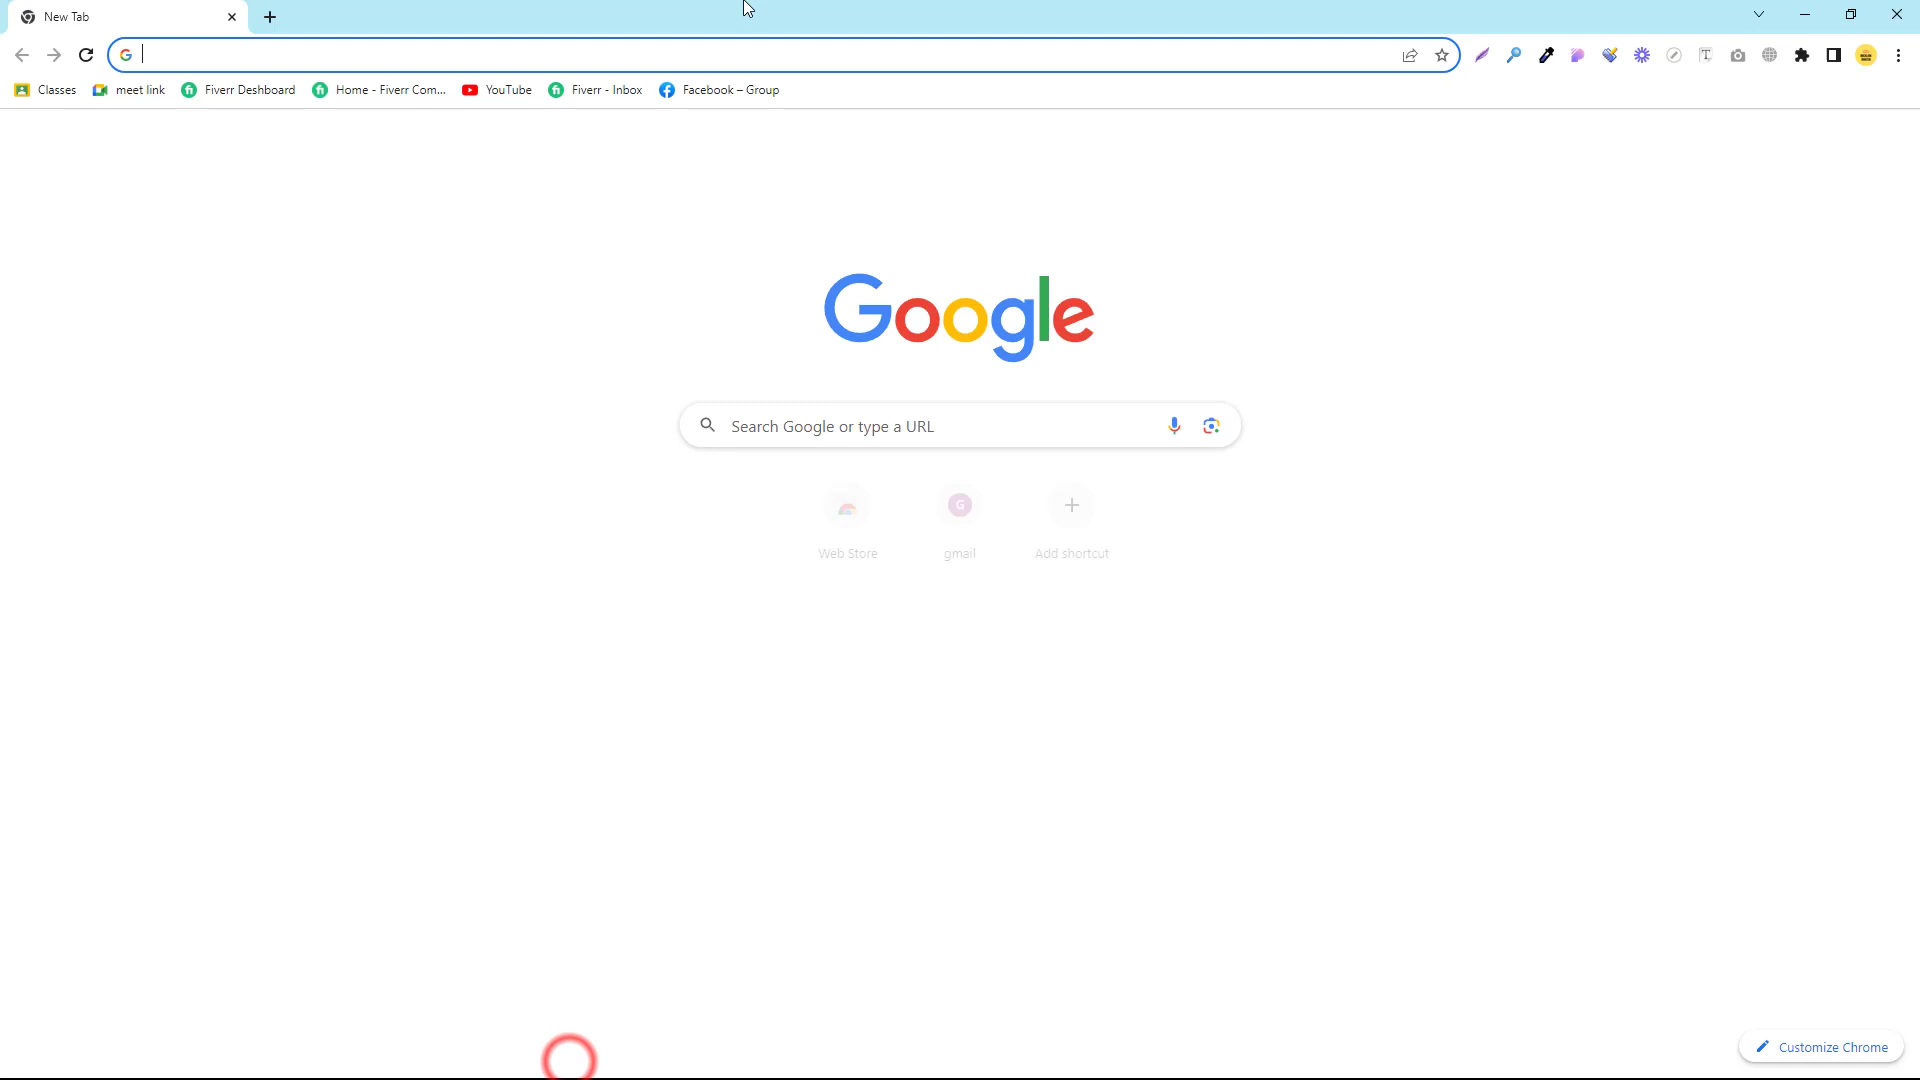 New Tab
Classes
meet link
Fiverr Deshboard
Home - Fiverr Com...
YouTube
Fiverr - Inbox
Facebook – Group
Google
Search Google or type a URL
G
Web Store
gmail
Add shortcut
Customize Chrome